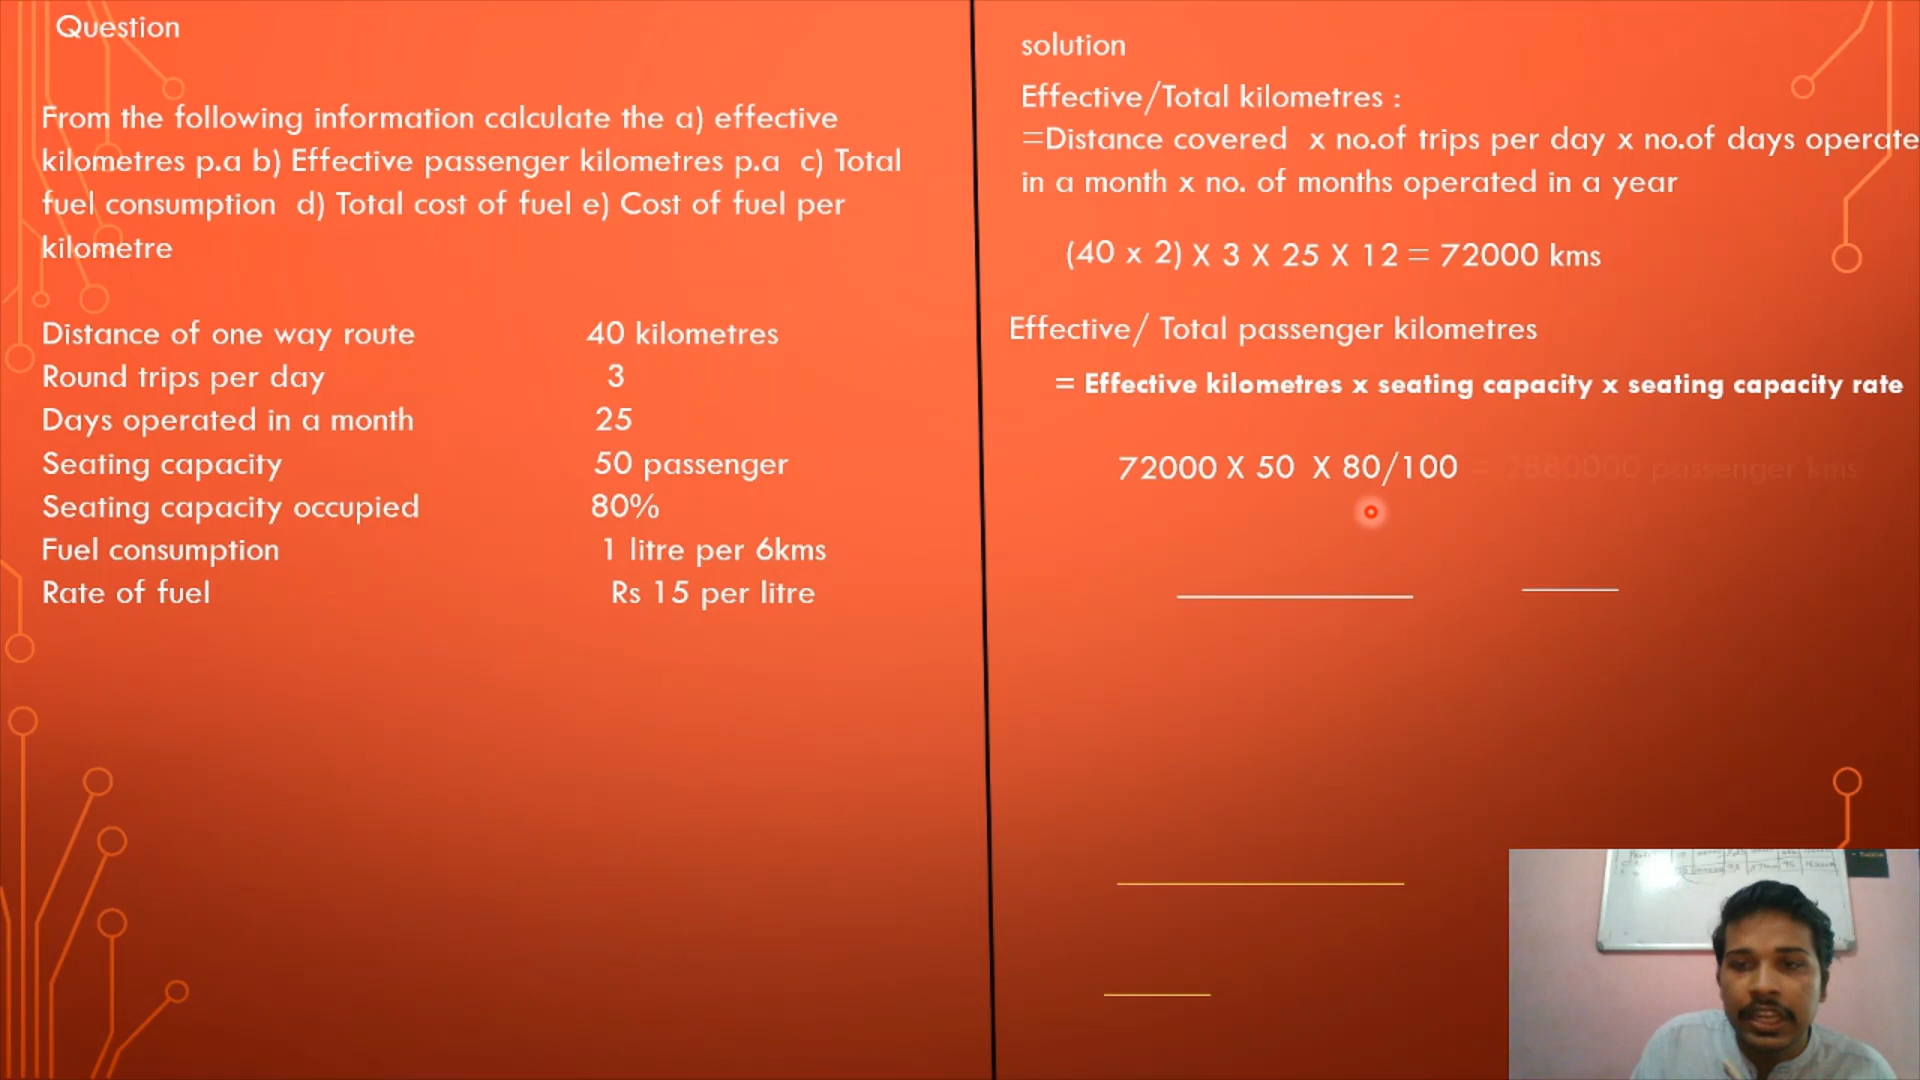 Question
From the following information calculate the a) effective
kilometres p.a b) Effective passenger kilometres p.a c) Total
fuel consumption d) Total cost of fuel e) Cost of fuel per
kilometre
Distance of one way route 40 kilometres
Round trips per day 3
Days operated in a month 25
Seating capacity 50 passenger
Seating capacity occupied 80%
Fuel consumption 1 litre per 6kms
Rate of fuel Rs 15 per litre
solution
Effective/Total kilometres :
=Distance covered x no.of trips per day x no.of days operate
in a month x no. of months operated in a year
(40 x 2) X 3 X 25 X 12 = 72000 kms
Effective/ Total passenger kilometres
= Effective kilometres x seating capacity x seating capacity rate
72000 X 50 X 80/100 = 2880000 passenger kms